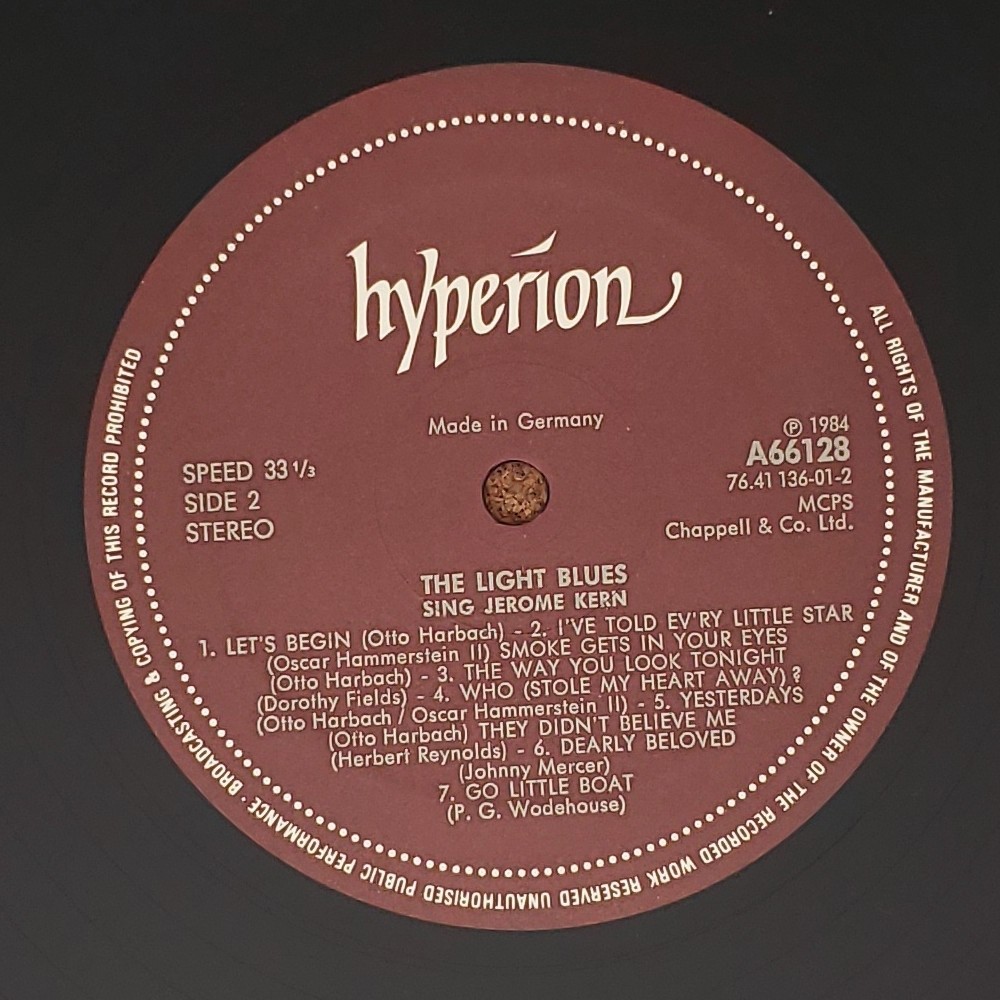 hyperion
Made in Germany
SPEED 33 1/3
SIDE 2
STEREO
℗ 1984
A66128
76.41 136-01-2
MCPS
Chappell & Co. Ltd.
THE LIGHT BLUES
SING JEROME KERN
1. LET'S BEGIN (Otto Harbach) - 2. I'VE TOLD EV'RY LITTLE STAR
(Oscar Hammerstein II) SMOKE GETS IN YOUR EYES
(Otto Harbach) - 3. THE WAY YOU LOOK TONIGHT
(Dorothy Fields) - 4. WHO (STOLE MY HEART AWAY)?
(Otto Harbach / Oscar Hammerstein II) - 5. YESTERDAYS
(Otto Harbach) THEY DIDN'T BELIEVE ME
(Herbert Reynolds) - 6. DEARLY BELOVED
(Johnny Mercer)
7. GO LITTLE BOAT
(P. G. Wodehouse)
ALL RIGHTS OF THE MANUFACTURER AND OF THE OWNER OF THE RECORDED WORK RESERVED UNAUTHORISED PUBLIC PERFORMANCE · BROADCASTING & COPYING OF THIS RECORD PROHIBITED